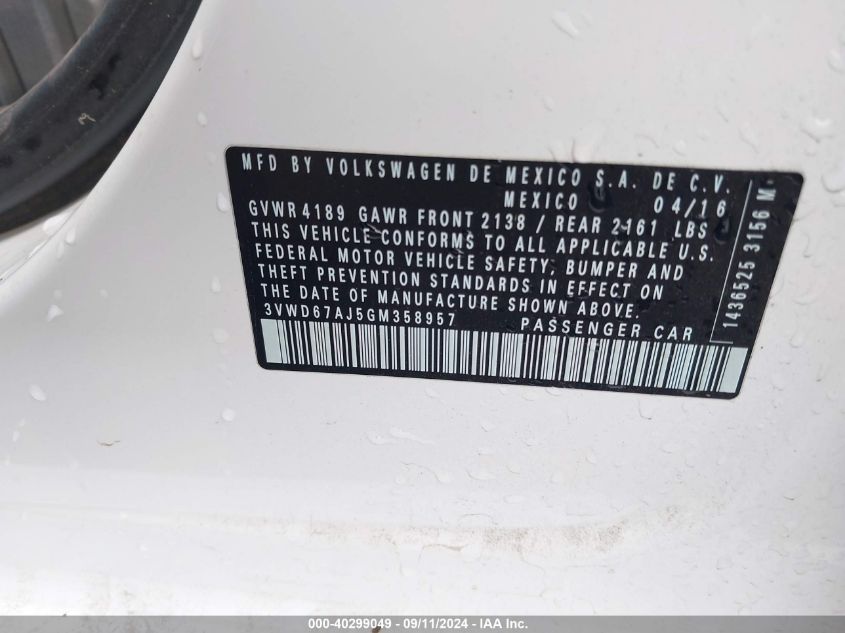 MFD BY VOLKSWAGEN DE MEXICO S.A. DE C.V.
MEXICO 04/16
GVWR 4189 GAWR FRONT 2138 / REAR 2161 LBS
THIS VEHICLE CONFORMS TO ALL APPLICABLE U.S.
FEDERAL MOTOR VEHICLE SAFETY, BUMPER AND
THEFT PREVENTION STANDARDS IN EFFECT ON
THE DATE OF MANUFACTURE SHOWN ABOVE.
3VWD67AJ5GM358957 PASSENGER CAR
1436525 3156 M
000-40299049 - 09/11/2024 - IAA Inc.